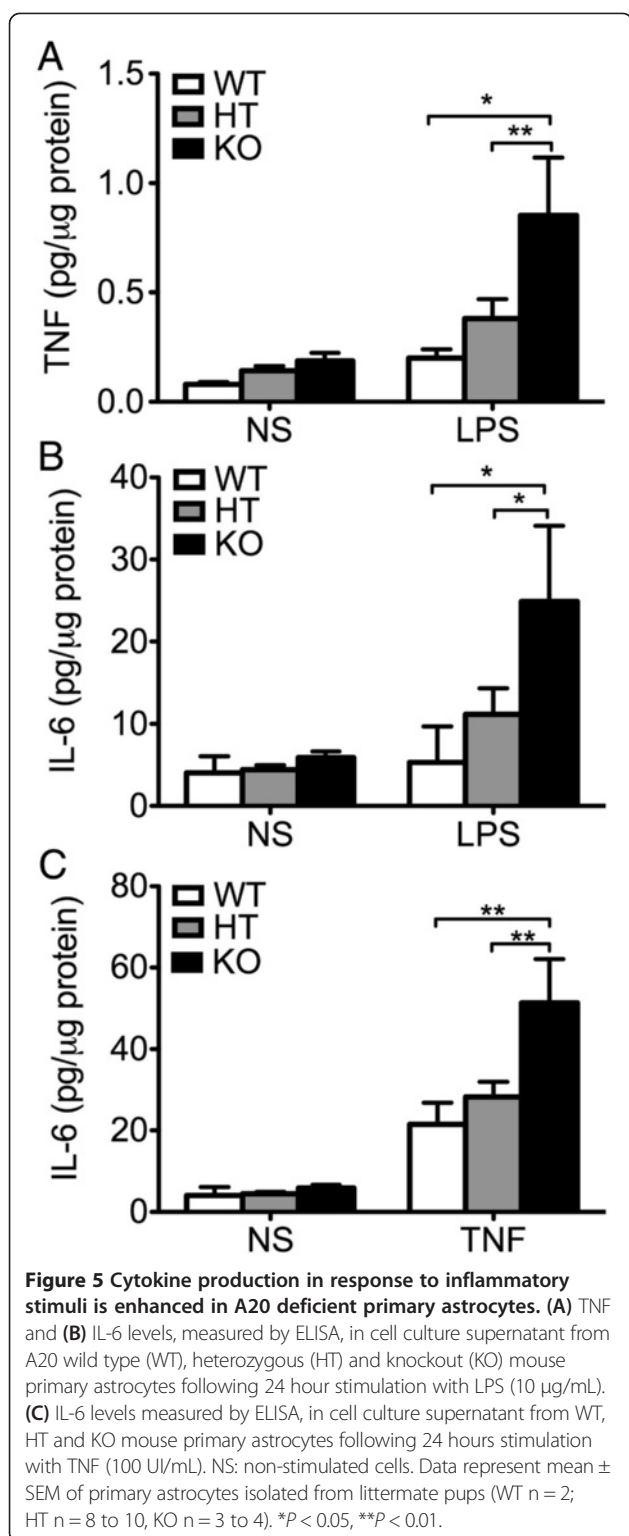 A
TNF (pg/µg protein)
1.5
1.0
0.5
0.0
WT
HT
KO
*
**
NS
LPS
B
IL-6 (pg/µg protein)
40
30
20
10
0
WT
HT
KO
*
*
NS
LPS
C
IL-6 (pg/µg protein)
80
60
40
20
0
WT
HT
KO
**
**
NS
TNF
Figure 5 Cytokine production in response to inflammatory
stimuli is enhanced in A20 deficient primary astrocytes. (A) TNF
and (B) IL-6 levels, measured by ELISA, in cell culture supernatant from
A20 wild type (WT), heterozygous (HT) and knockout (KO) mouse
primary astrocytes following 24 hour stimulation with LPS (10 µg/mL).
(C) IL-6 levels measured by ELISA, in cell culture supernatant from WT,
HT and KO mouse primary astrocytes following 24 hours stimulation
with TNF (100 UI/mL). NS: non-stimulated cells. Data represent mean ±
SEM of primary astrocytes isolated from littermate pups (WT n = 2;
HT n = 8 to 10, KO n = 3 to 4). *P < 0.05, **P < 0.01.